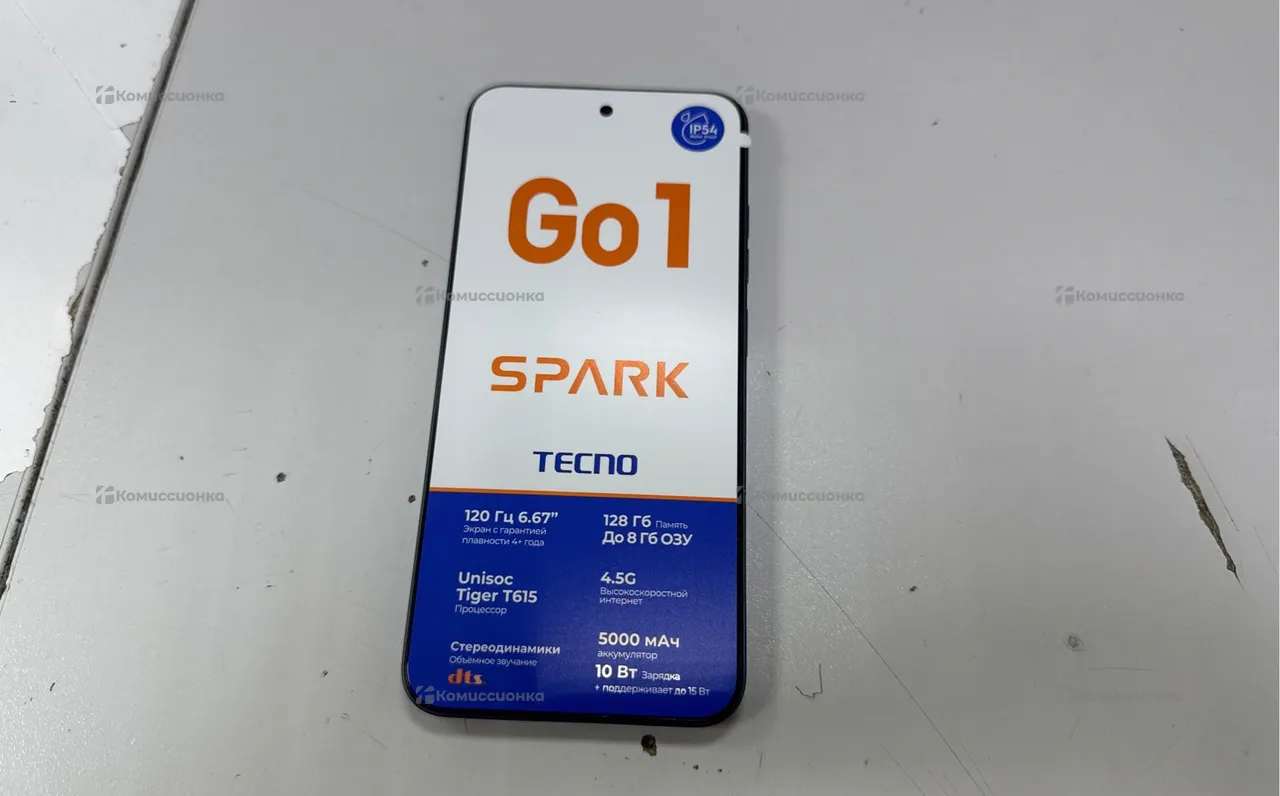 Комиссионка
Комиссионка
IP54
Go 1
Комиссионка
Комиссионка
SPARK
TECNO
Комиссионка
Комиссионка
120 Гц 6.67”
Экран с гарантией
плавности 4+ года
128 Гб Память
До 8 Гб ОЗУ
Unisoc
Tiger T615
Процессор
4.5G
Высокоскоростной
интернет
Стереодинамики
Объёмное звучание
dts
5000 мАч
аккумулятор
10 Вт Зарядка
+ поддерживает до 15 Вт
Комиссионка